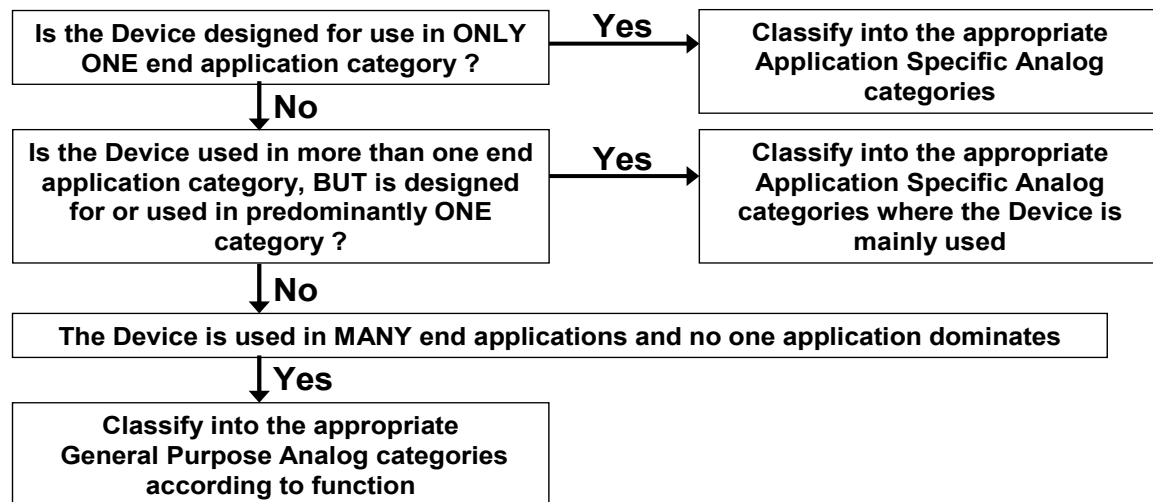 Is the Device designed for use in ONLY
ONE end application category ?
Yes
Classify into the appropriate
Application Specific Analog
categories
No
Is the Device used in more than one end
application category, BUT is designed
for or used in predominantly ONE
category ?
Yes
Classify into the appropriate
Application Specific Analog
categories where the Device is
mainly used
No
The Device is used in MANY end applications and no one application dominates
Yes
Classify into the appropriate
General Purpose Analog categories
according to function